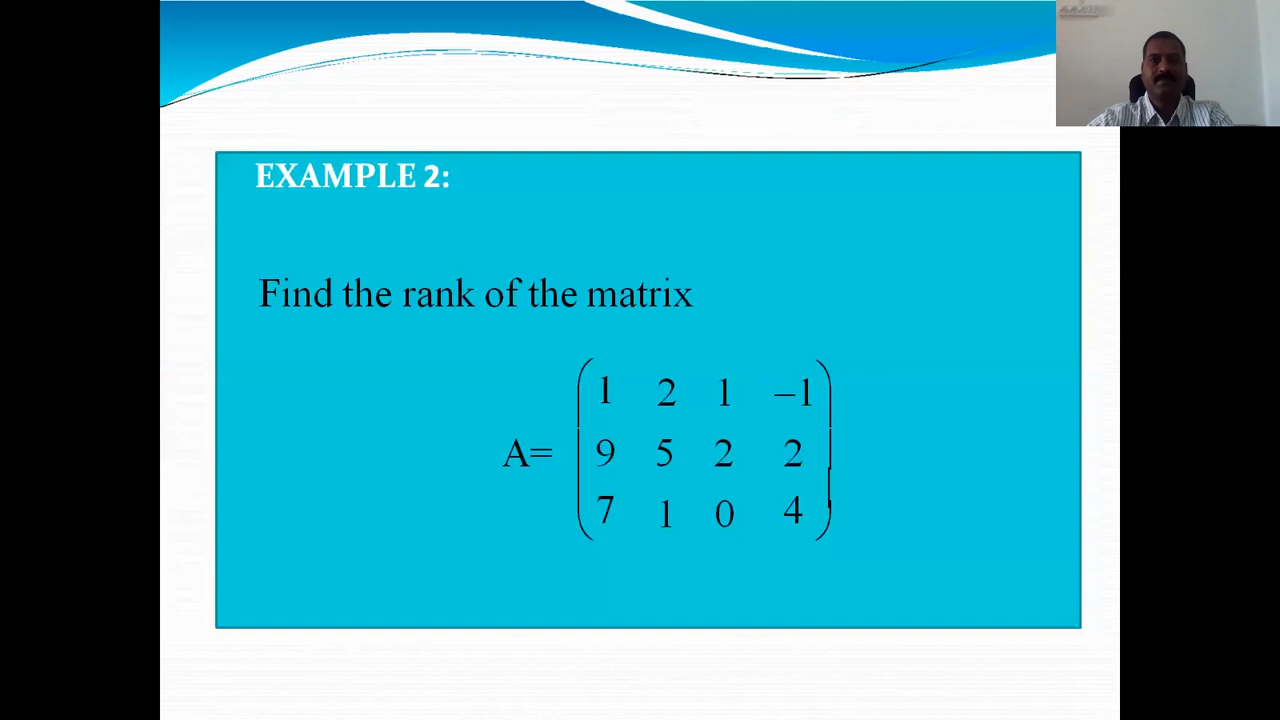 EXAMPLE 2:
Find the rank of the matrix
1 2 1 −1
A= 9 5 2 2
7 1 0 4